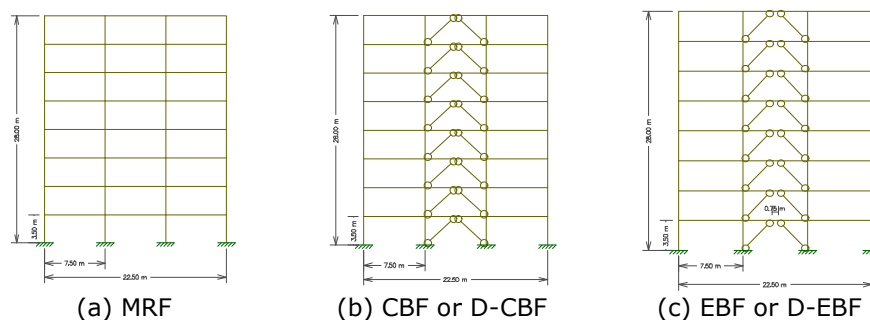 28.00 m
3.50 m
7.50 m
22.50 m
(a) MRF
28.00 m
3.50 m
7.50 m
22.50 m
(b) CBF or D-CBF
28.00 m
3.50 m
0.75 m
7.50 m
22.50 m
(c) EBF or D-EBF